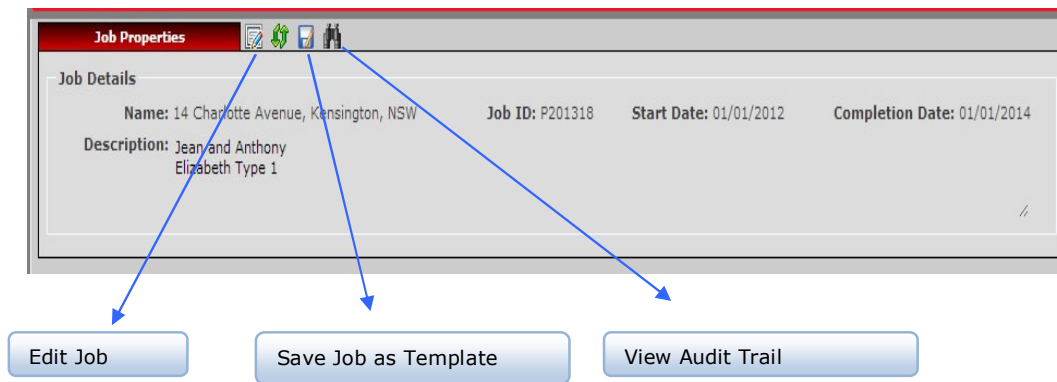 Job Properties
Job Details
Name: 14 Charlotte Avenue, Kensington, NSW Job ID: P201318 Start Date: 01/01/2012 Completion Date: 01/01/2014
Description: Jean and Anthony
Elizabeth Type 1
Edit Job Save Job as Template View Audit Trail